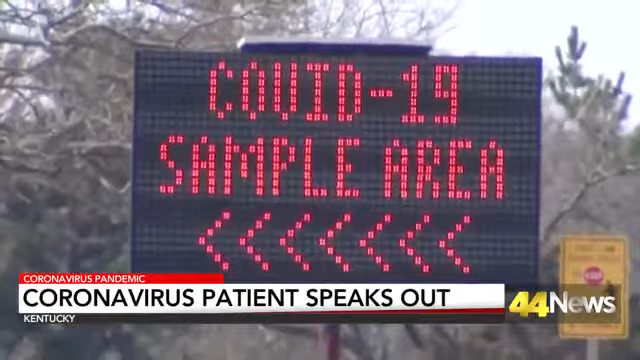 COVID-19
SAMPLE AREA
<<<<<<<
CORONAVIRUS PANDEMIC
CORONAVIRUS PATIENT SPEAKS OUT
KENTUCKY
44News